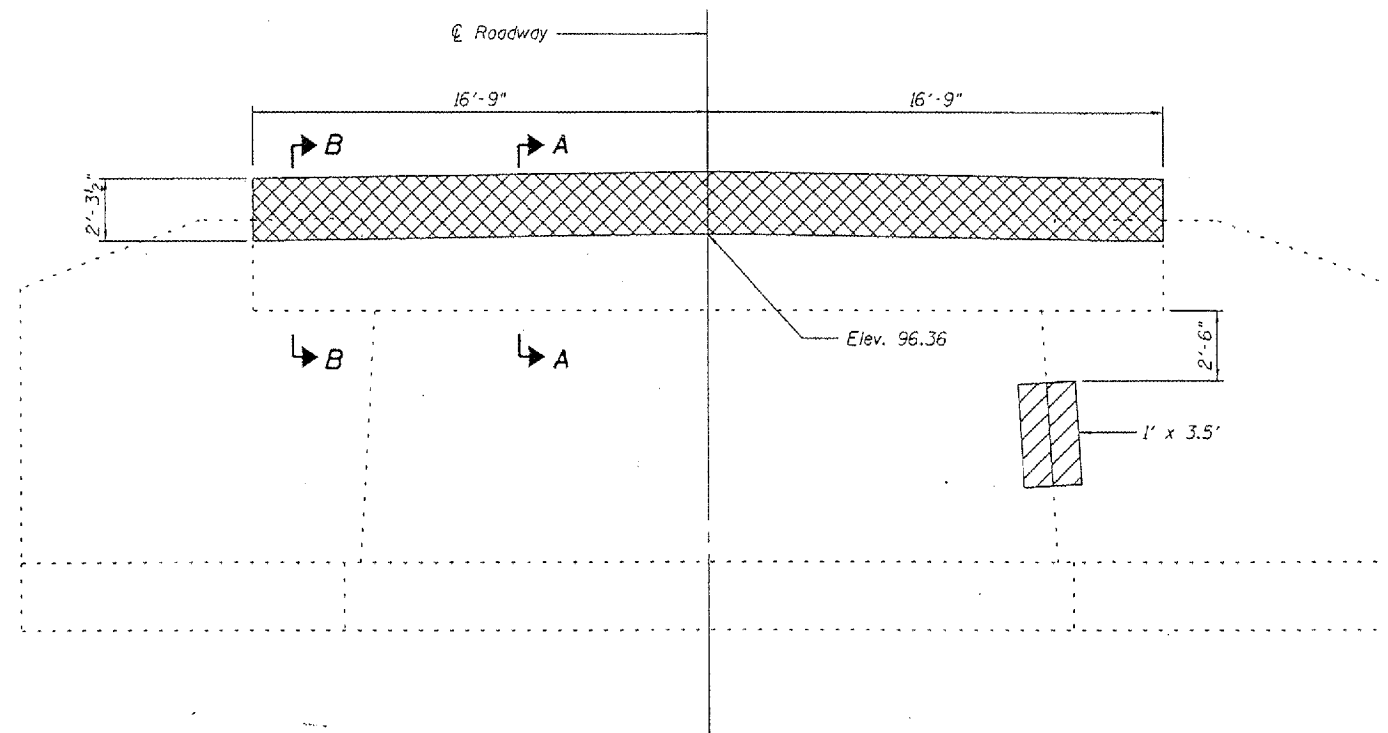 ℄ Roadway
16'-9" 16'-9"
B A
2'-3½"
Elev. 96.36
B A
2'-6"
1' x 3.5'